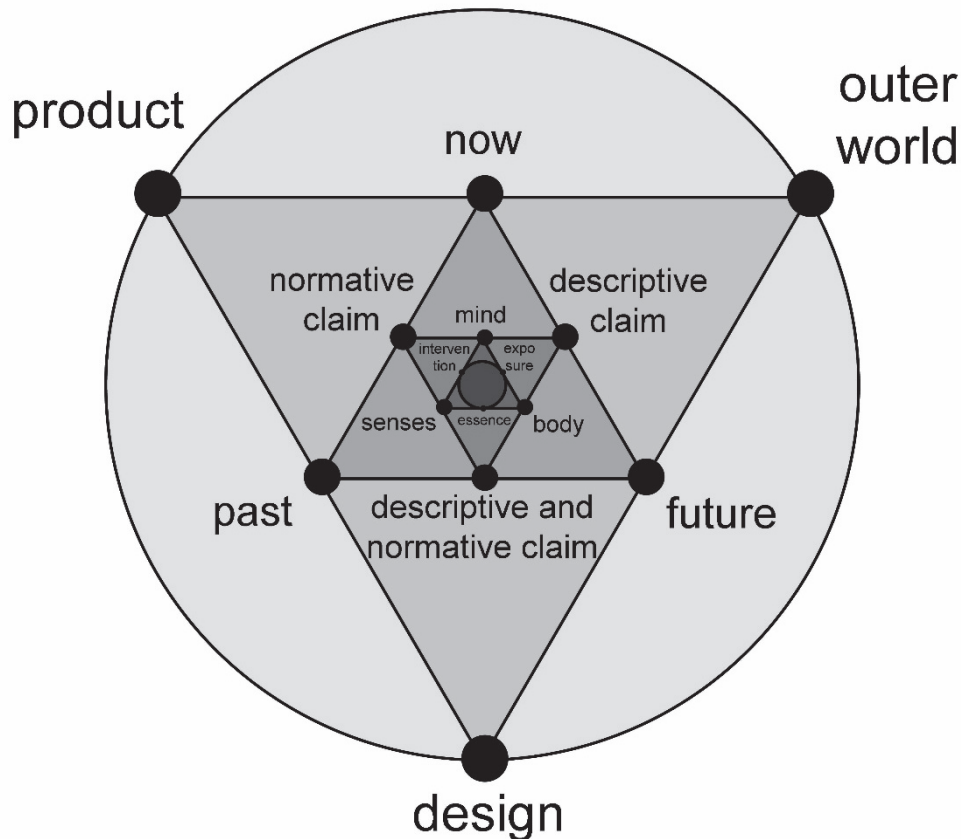 product
outer
world
now
normative
claim
descriptive
claim
mind
interven
tion
expo
sure
senses
essence
body
past
descriptive and
normative claim
future
design